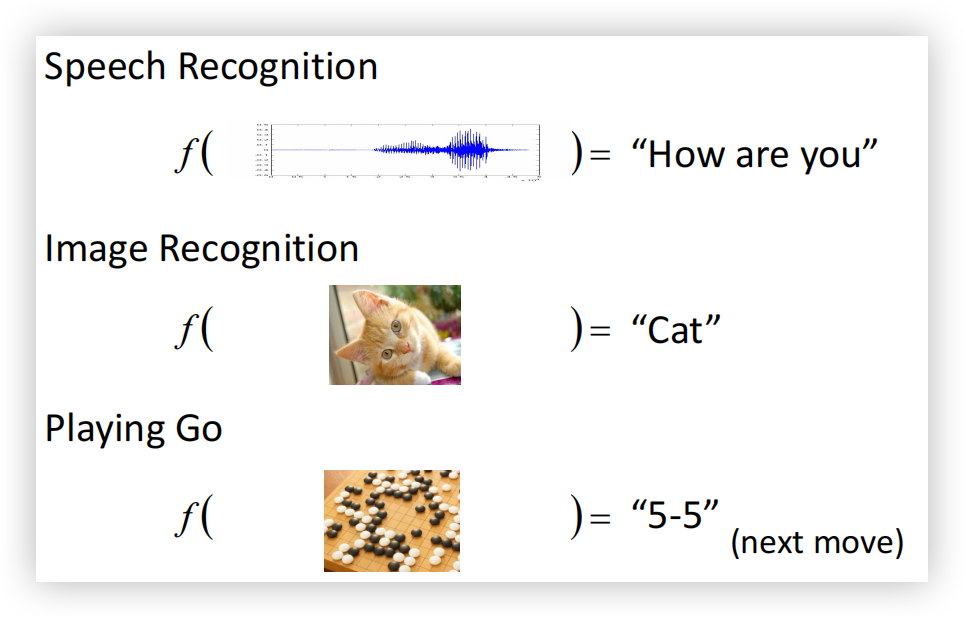 Speech Recognition
f( ) = “How are you”
Image Recognition
f( ) = “Cat”
Playing Go
f( ) = “5-5”
(next move)